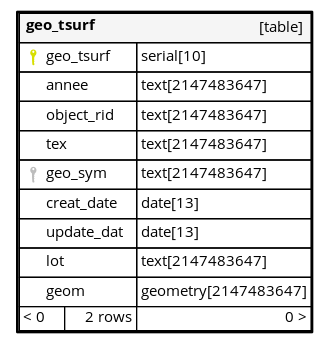 geo_tsurf [table]
geo_tsurf serial[10]
annee text[2147483647]
object_rid text[2147483647]
tex text[2147483647]
geo_sym text[2147483647]
creat_date date[13]
update_dat date[13]
lot text[2147483647]
geom geometry[2147483647]
< 0 2 rows 0 >